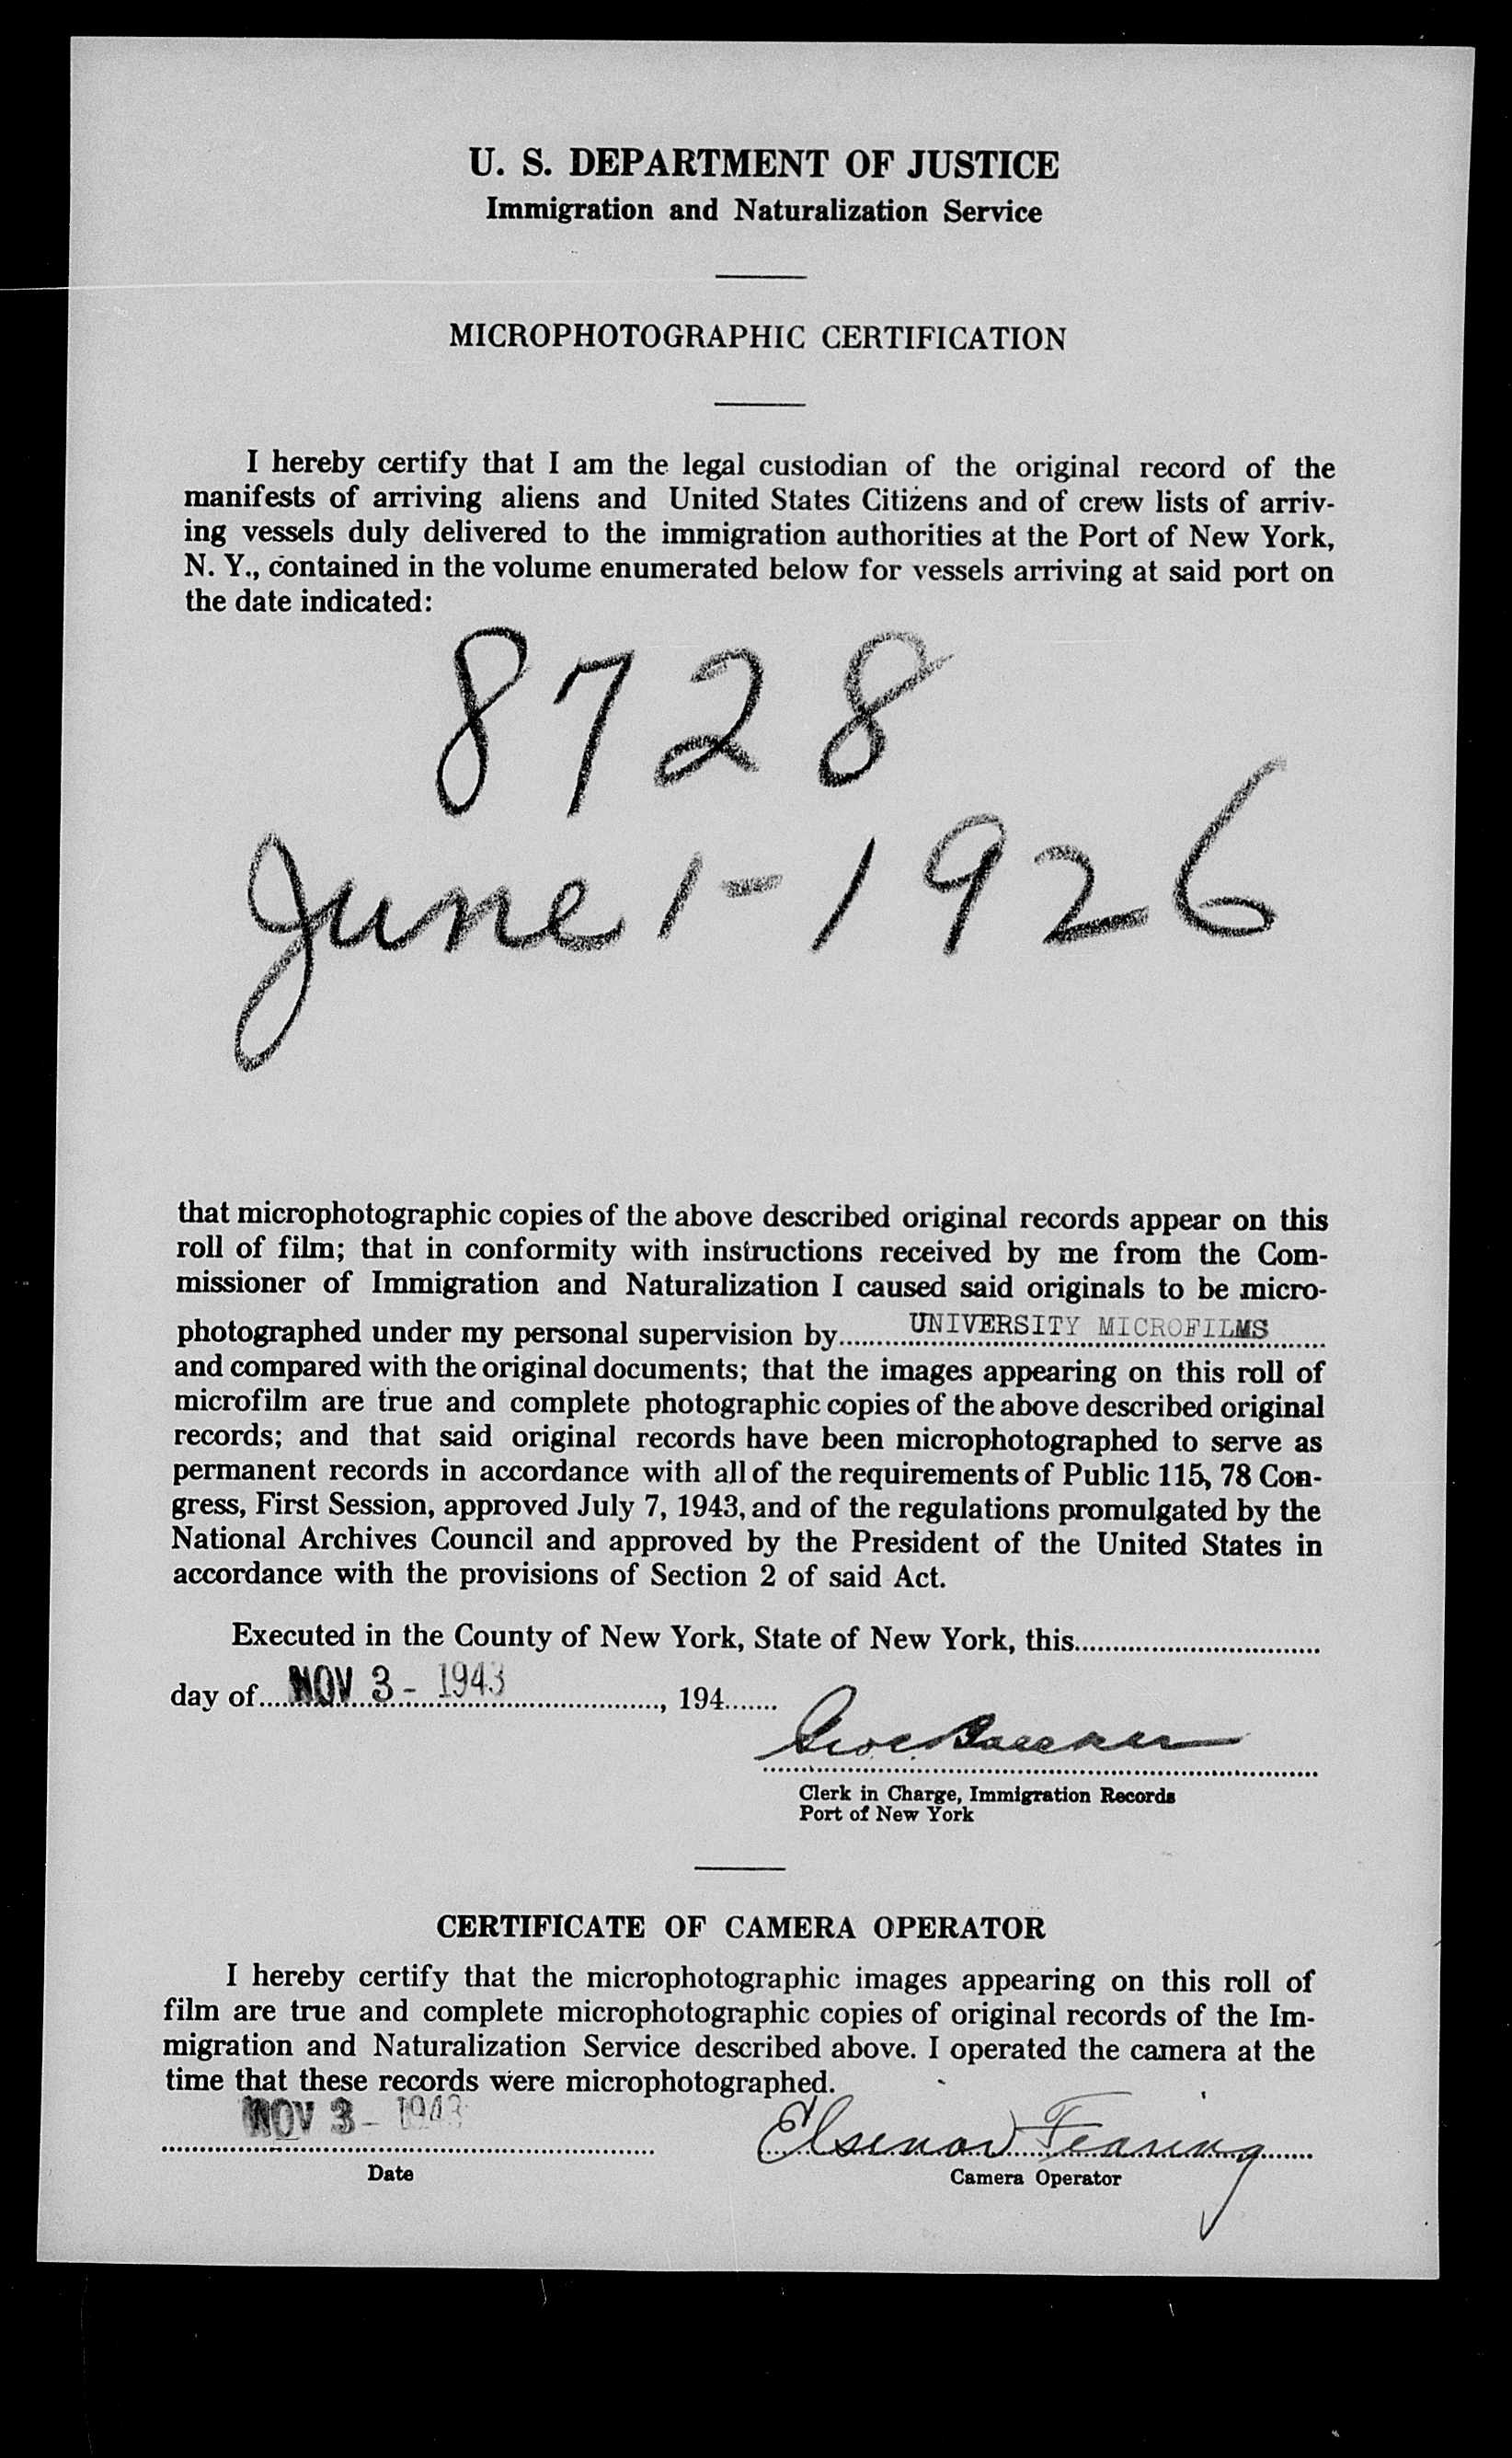 U. S. DEPARTMENT OF JUSTICE
Immigration and Naturalization Service
MICROPHOTOGRAPHIC CERTIFICATION
I hereby certify that I am the legal custodian of the original record of the
manifests of arriving aliens and United States Citizens and of crew lists of arriv-
ing vessels duly delivered to the immigration authorities at the Port of New York,
N. Y., contained in the volume enumerated below for vessels arriving at said port on
the date indicated:
8728
June 1-1926
that microphotographic copies of the above described original records appear on this
roll of film; that in conformity with instructions received by me from the Com-
missioner of Immigration and Naturalization I caused said originals to be micro-
photographed under my personal supervision by UNIVERSITY MICROFILMS
and compared with the original documents; that the images appearing on this roll of
microfilm are true and complete photographic copies of the above described original
records; and that said original records have been microphotographed to serve as
permanent records in accordance with all of the requirements of Public 115, 78 Con-
gress, First Session, approved July 7, 1943, and of the regulations promulgated by the
National Archives Council and approved by the President of the United States in
accordance with the provisions of Section 2 of said Act.
Executed in the County of New York, State of New York, this
day of NOV 3 - 1943, 194
Clerk in Charge, Immigration Records
Port of New York
CERTIFICATE OF CAMERA OPERATOR
I hereby certify that the microphotographic images appearing on this roll of
film are true and complete microphotographic copies of original records of the Im-
migration and Naturalization Service described above. I operated the camera at the
time that these records were microphotographed.
NOV 3 - 1943 Elsenor Fearing
Date Camera Operator